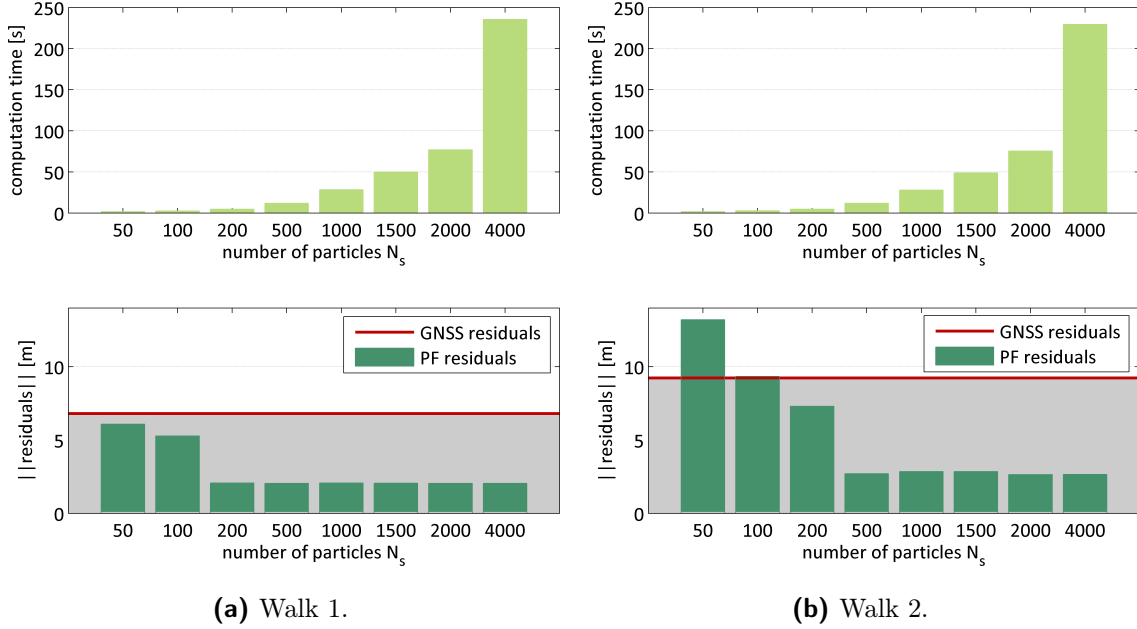 computation time [s]
250
200
150
100
50
0
50 100 200 500 1000 1500 2000 4000
number of particles Ns
computation time [s]
250
200
150
100
50
0
50 100 200 500 1000 1500 2000 4000
number of particles Ns
||residuals|| [m]
10
5
0
GNSS residuals
PF residuals
50 100 200 500 1000 1500 2000 4000
number of particles Ns
||residuals|| [m]
10
5
0
GNSS residuals
PF residuals
50 100 200 500 1000 1500 2000 4000
number of particles Ns
(a) Walk 1.
(b) Walk 2.